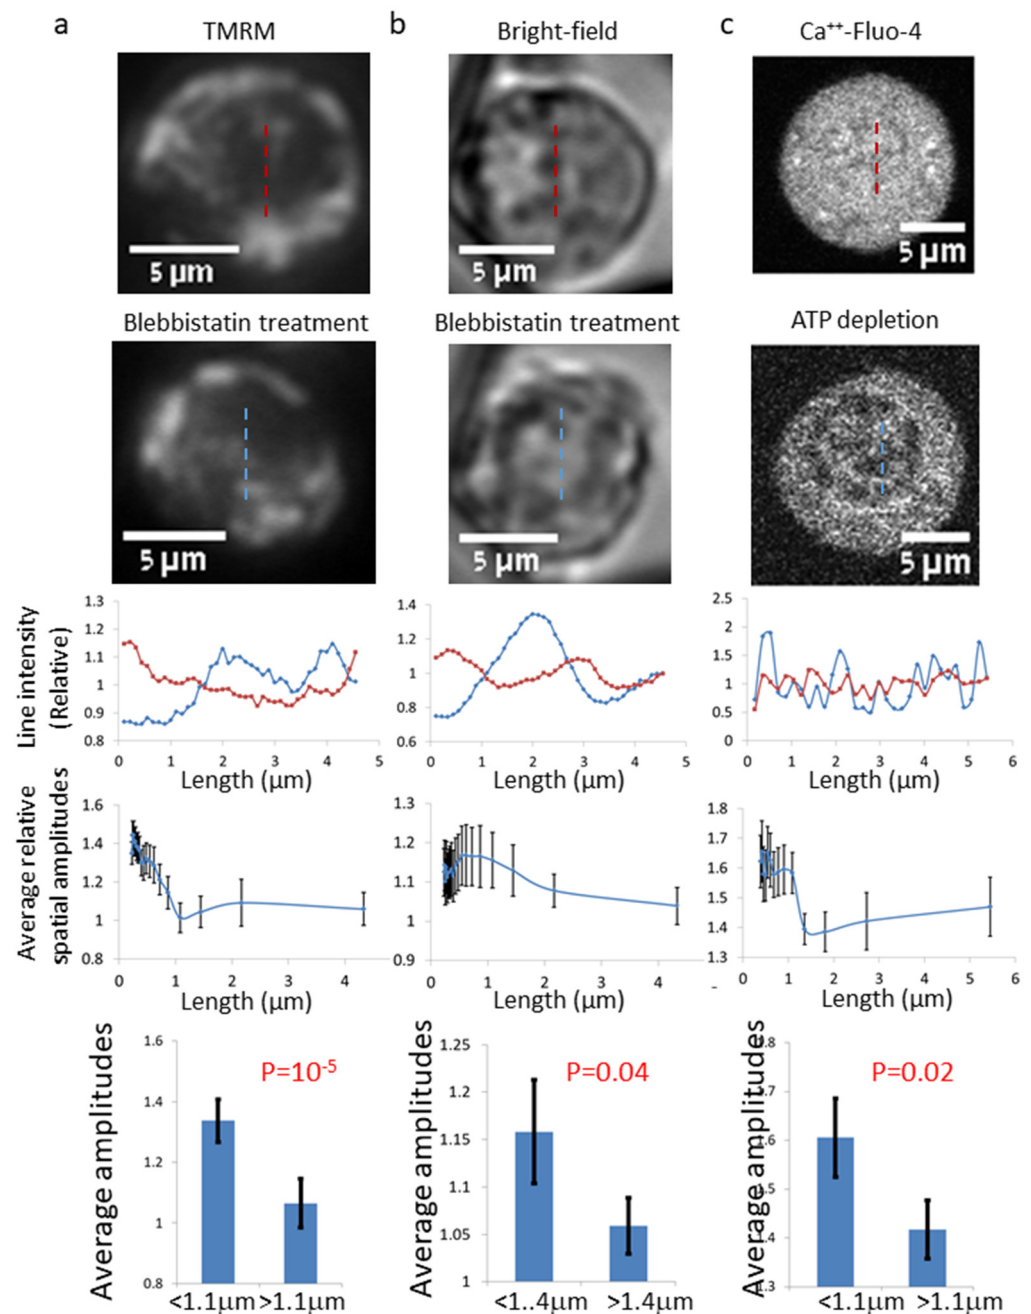 a
TMRM
b
Bright-field
c
Ca⁺⁺-Fluo-4
5 µm
5 µm
5 µm
Blebbistatin treatment
Blebbistatin treatment
ATP depletion
5 µm
5 µm
5 µm
Line intensity
(Relative)
1.3
1.2
1.1
1
0.9
0.8
0
1
2
3
4
5
Length (µm)
1.4
1.2
1
0.8
0.6
0
1
2
3
4
5
Length (µm)
2.5
2
1.5
1
0.5
0
0
1
2
3
4
5
6
Length (µm)
Average relative
spatial amplitudes
1.6
1.4
1.2
1
0.8
0
1
2
3
4
Length (µm)
1.3
1.2
1.1
1
0.9
0
1
2
3
4
Length (µm)
1.8
1.7
1.6
1.5
1.4
1.3
0
1
2
3
4
5
6
Length (µm)
Average amplitudes
1.6
1.4
1.2
1
0.8
P=10⁻⁵
<1.1µm >1.1µm
Average amplitudes
1.25
1.2
1.15
1.1
1.05
1
P=0.04
<1..4µm >1.4µm
Average amplitudes
1.8
1.7
1.6
1.5
1.4
1.3
P=0.02
<1.1µm >1.1µm